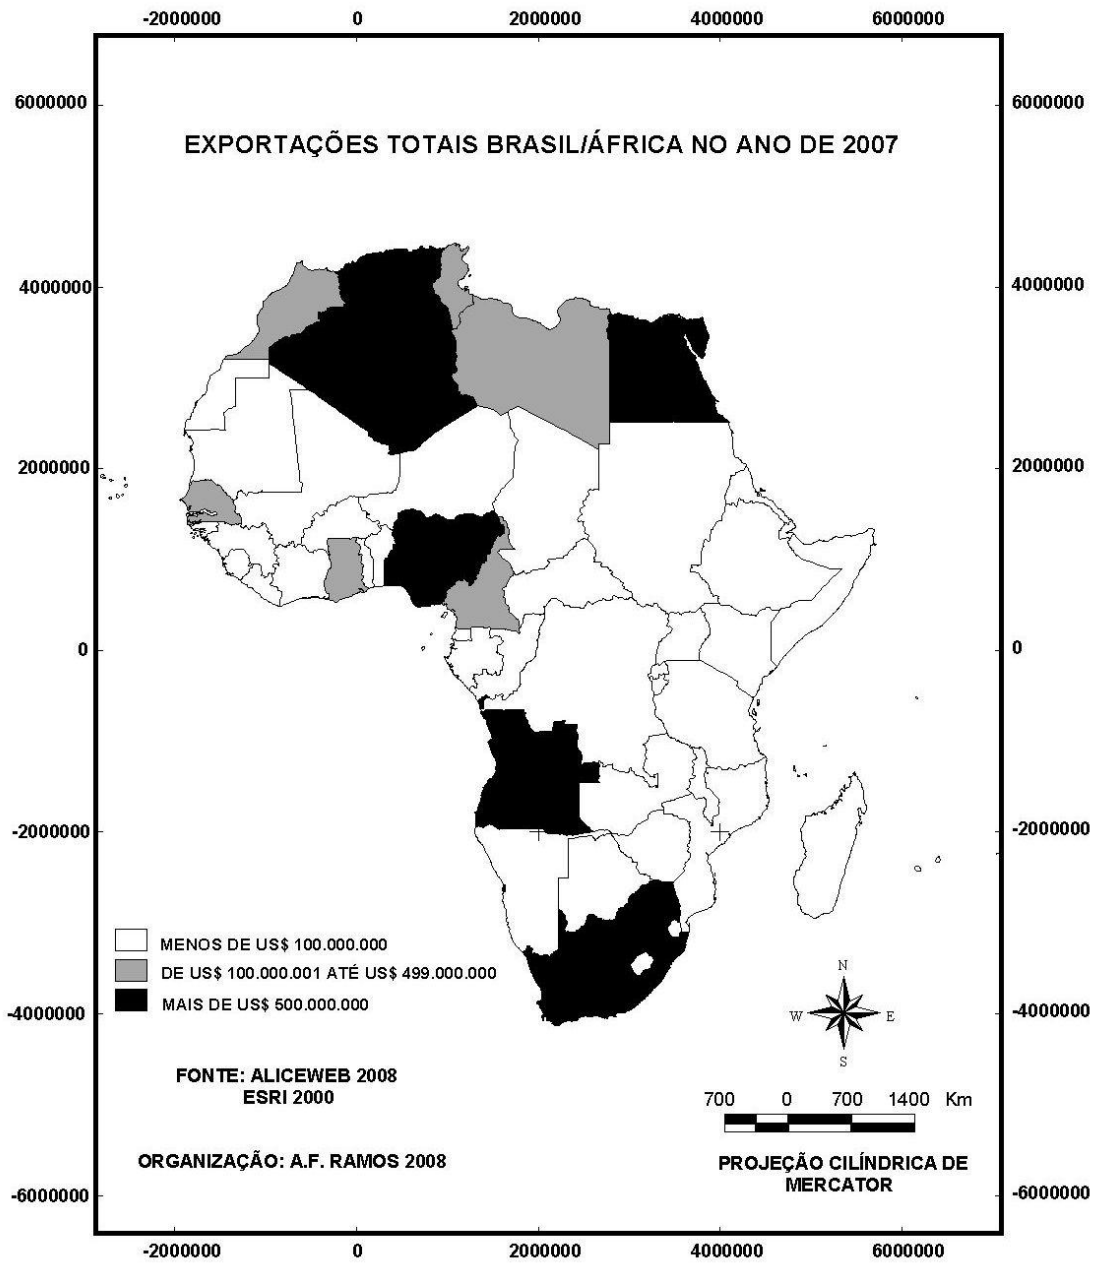 -2000000 0 2000000 4000000 6000000
6000000 6000000
EXPORTAÇÕES TOTAIS BRASIL/ÁFRICA NO ANO DE 2007
4000000 4000000
2000000 2000000
0 0
-2000000 -2000000
MENOS DE US$ 100.000.000
DE US$ 100.000.001 ATÉ US$ 499.000.000
MAIS DE US$ 500.000.000
N
W E
S
-4000000 -4000000
FONTE: ALICEWEB 2008
ESRI 2000
700 0 700 1400 Km
ORGANIZAÇÃO: A.F. RAMOS 2008
PROJEÇÃO CILÍNDRICA DE
MERCATOR
-6000000 -6000000
-2000000 0 2000000 4000000 6000000